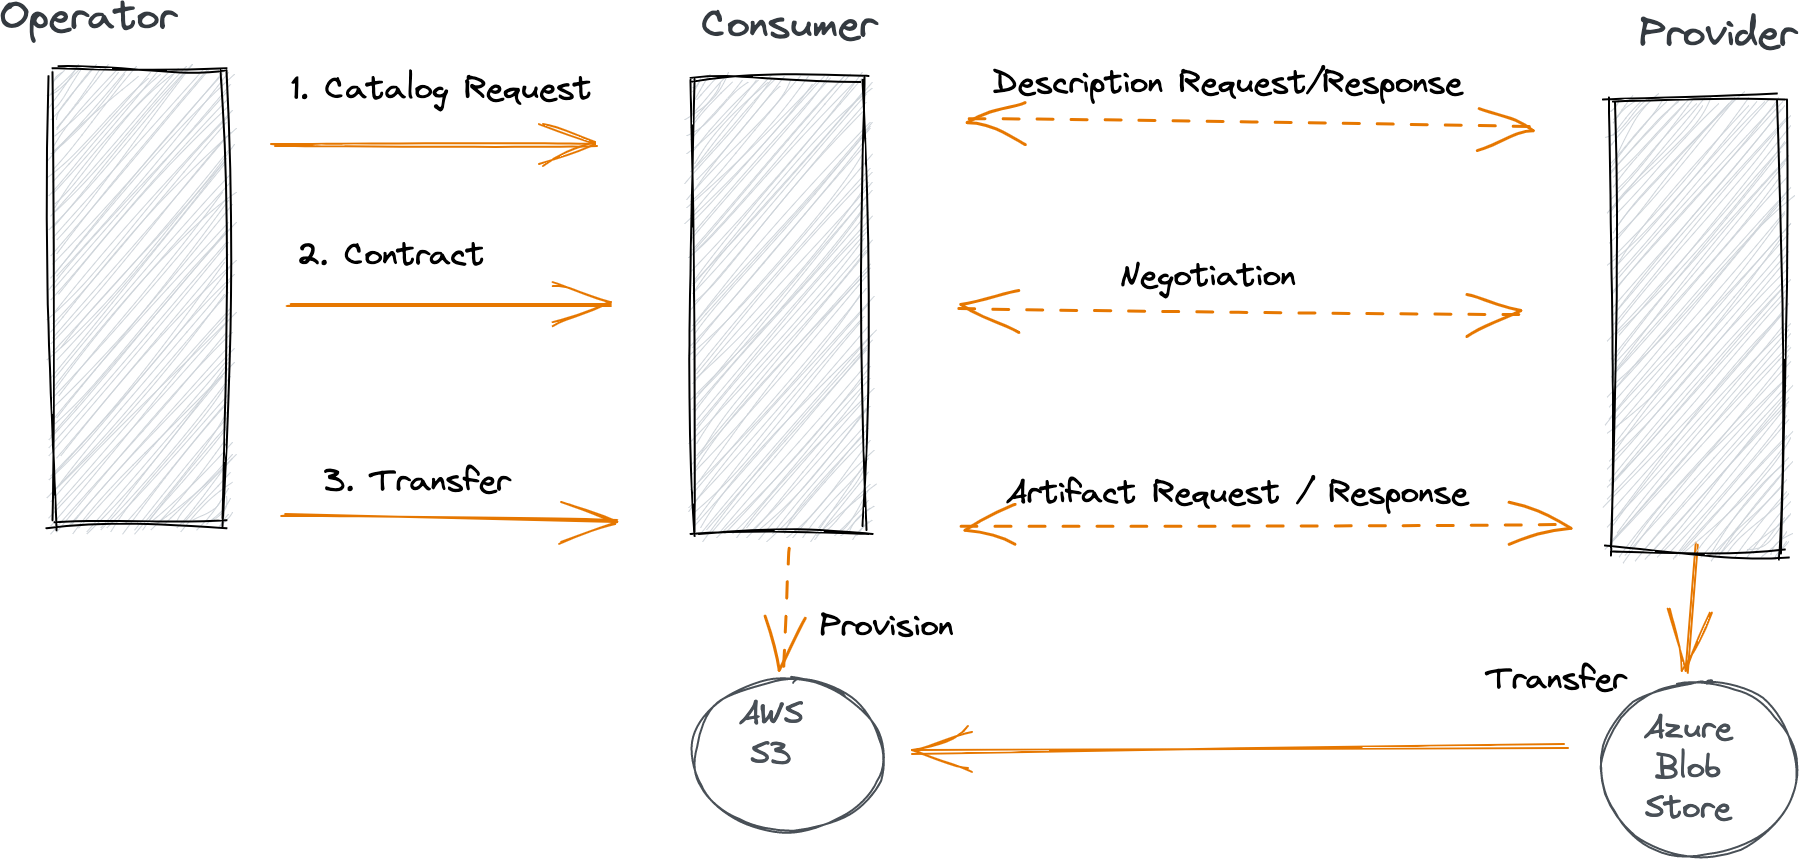 Operator
Consumer
Provider
1. Catalog Request
Description Request/Response
2. Contract
Negotiation
3. Transfer
Artifact Request / Response
Provision
Transfer
AWS
S3
Azure
Blob
Store